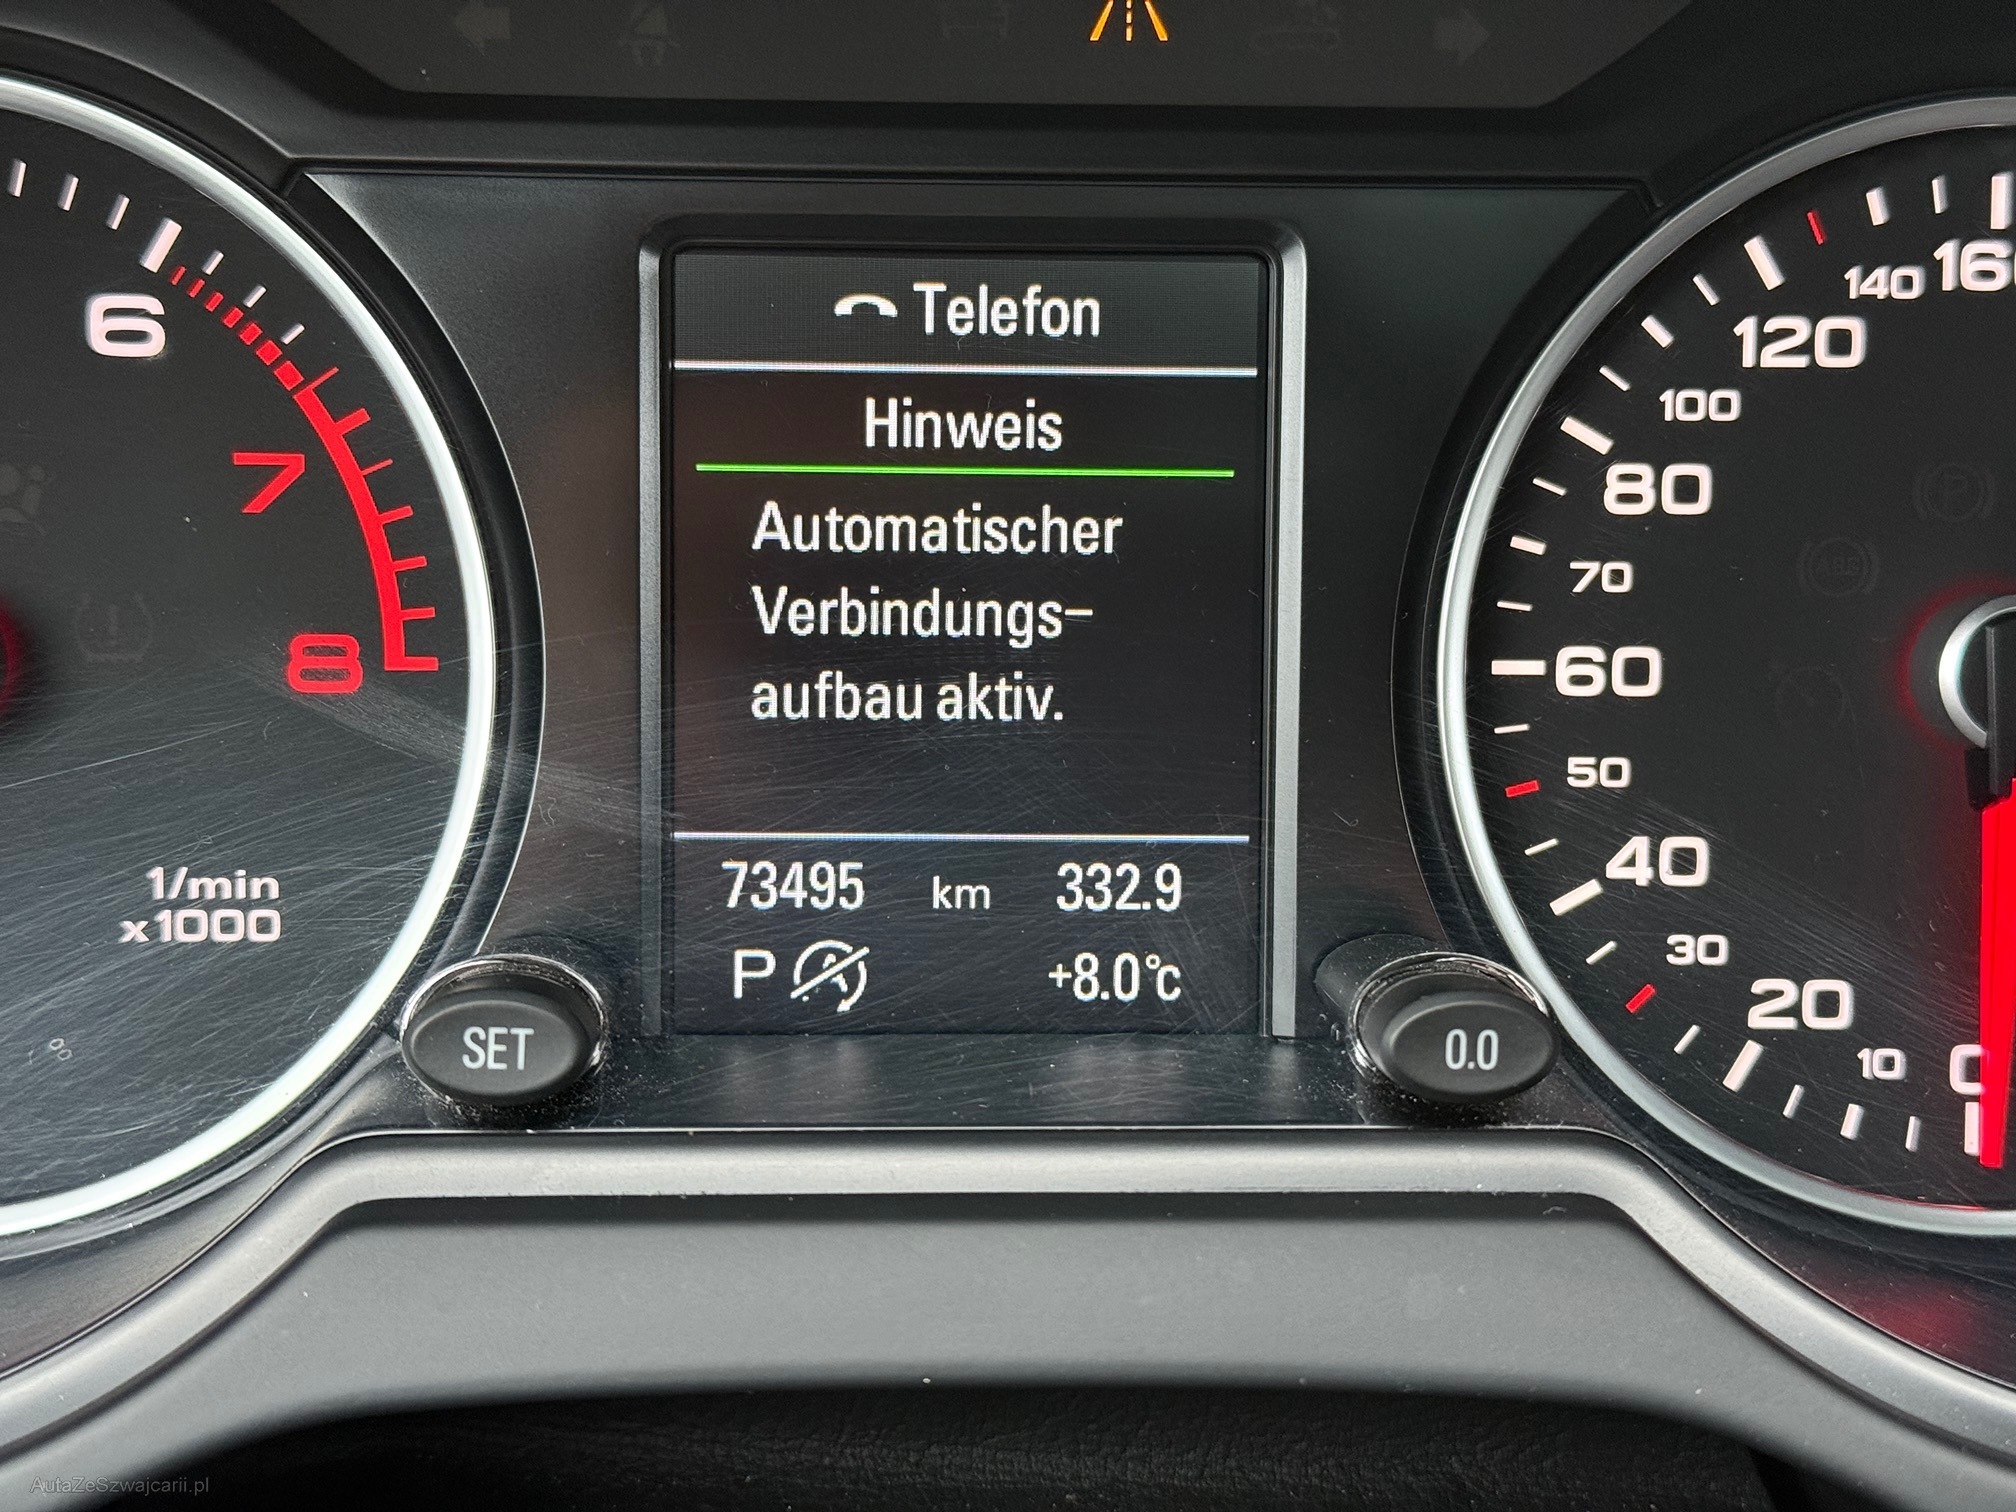 Telefon
Hinweis
Automatischer
Verbindungs-
aufbau aktiv.
73495 km 332.9
P +8.0°C
SET
0.0
6
7
8
1/min
x1000
160
140
120
100
80
70
60
50
40
30
20
10
0
AutaZeSzwajcarii.pl